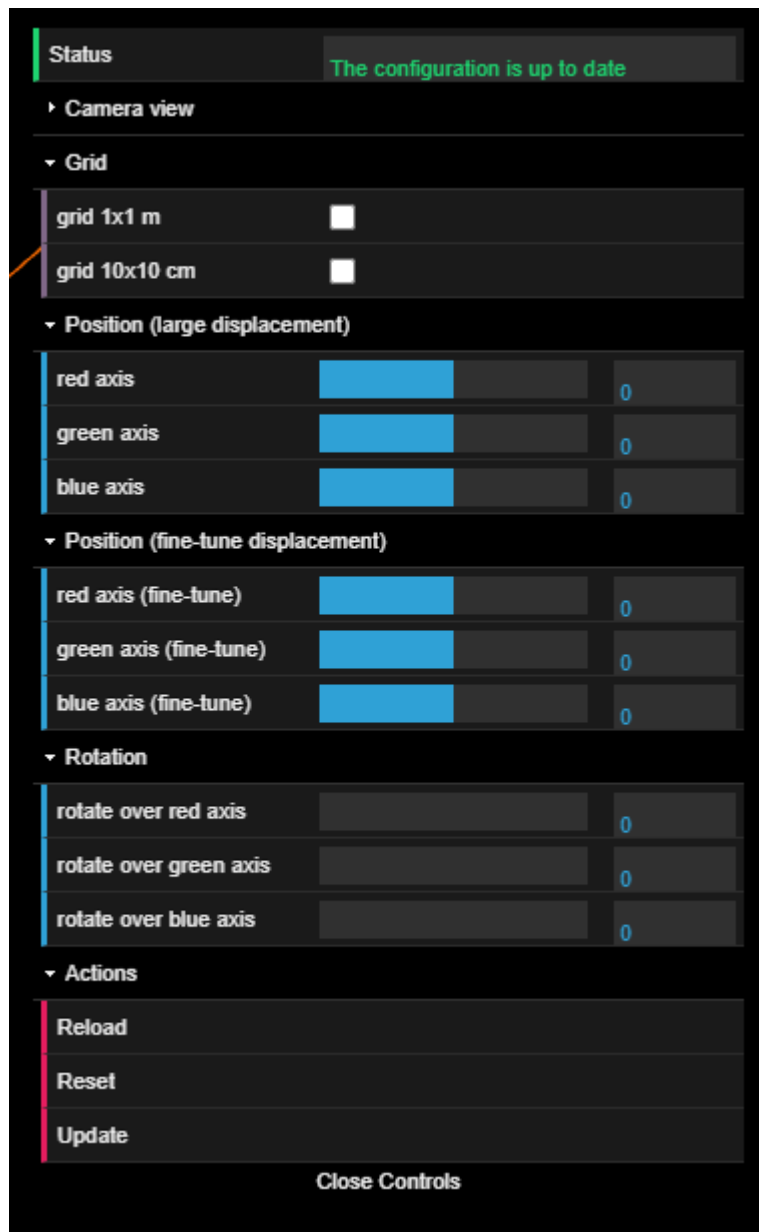 Status The configuration is up to date
Camera view
Grid
grid 1x1 m
grid 10x10 cm
Position (large displacement)
red axis 0
green axis 0
blue axis 0
Position (fine-tune displacement)
red axis (fine-tune) 0
green axis (fine-tune) 0
blue axis (fine-tune) 0
Rotation
rotate over red axis 0
rotate over green axis 0
rotate over blue axis 0
Actions
Reload
Reset
Update
Close Controls